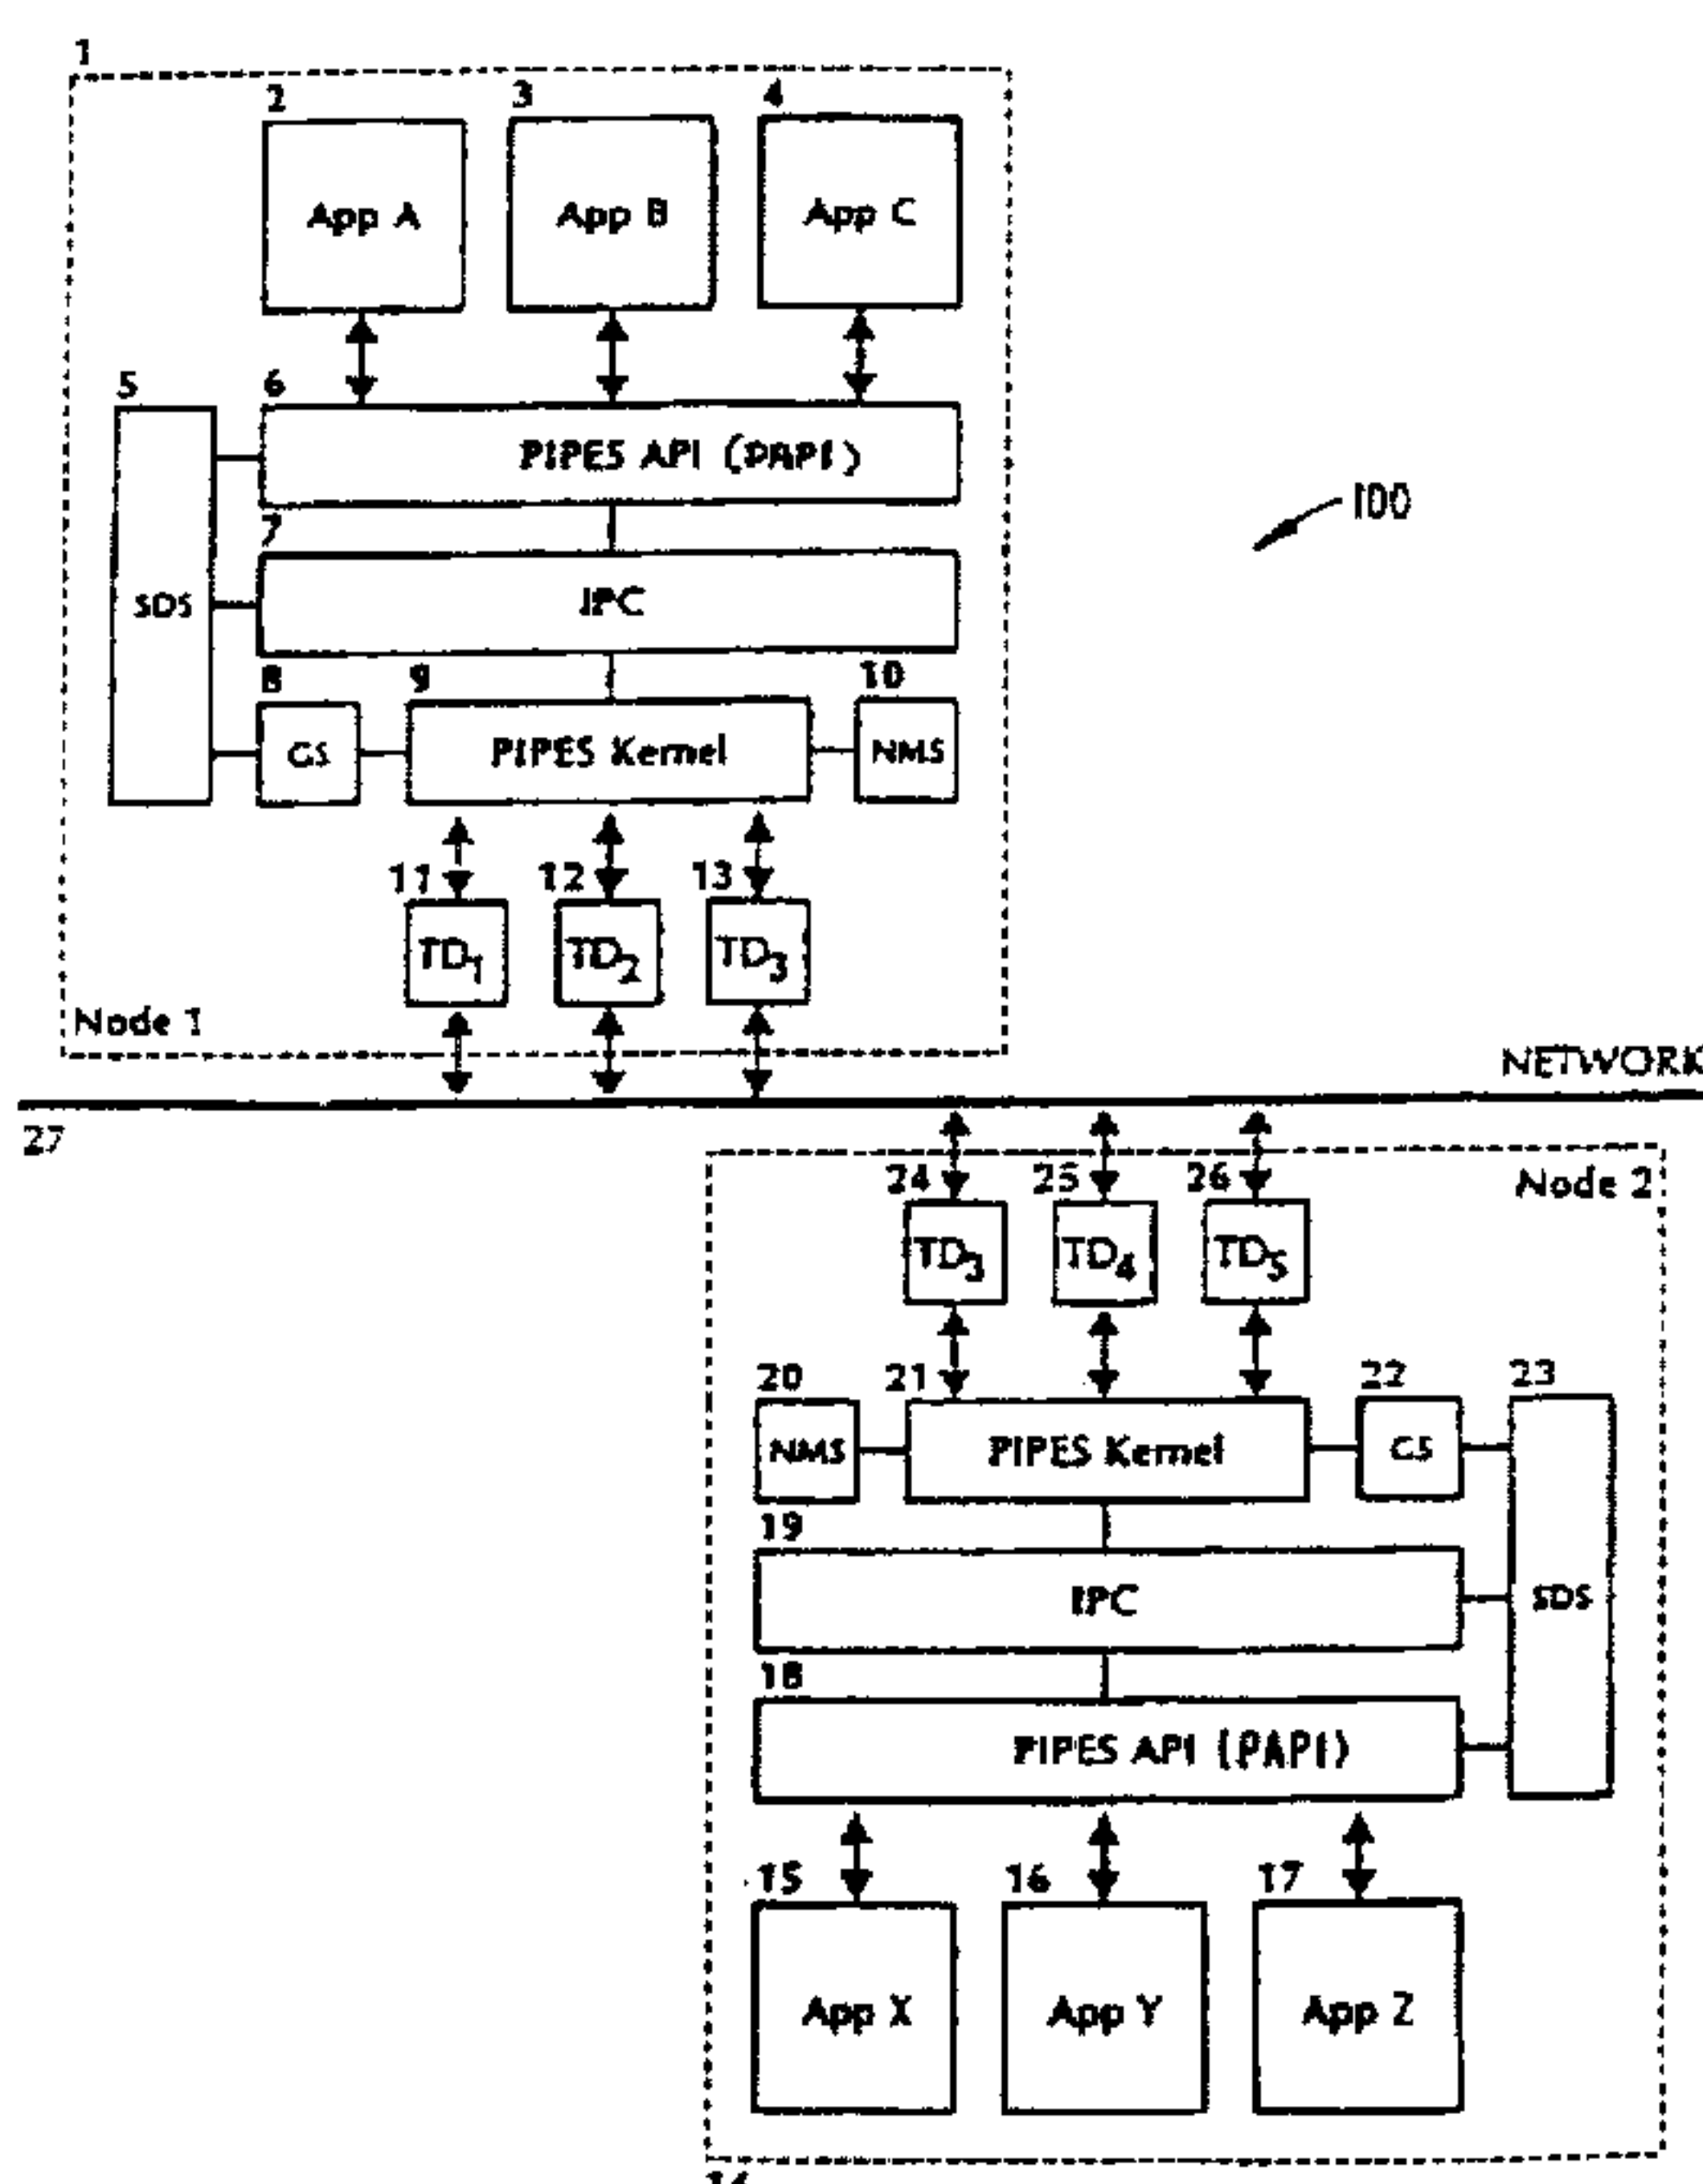 1
2 3 4
App A App B App C
5 6
PIPES API (PAPI)
100
7
SDS IPC
8 9 10
GS PIPES Kernel NMS
11 12 13
TD1 TD2 TD3
Node 1
NETWORK
27
24 25 26 Node 2
TD3 TD4 TD5
20 21 22 23
NMS PIPES Kernel GS
19
IPC SDS
18
PIPES API (PAPI)
15 16 17
App X App Y App Z